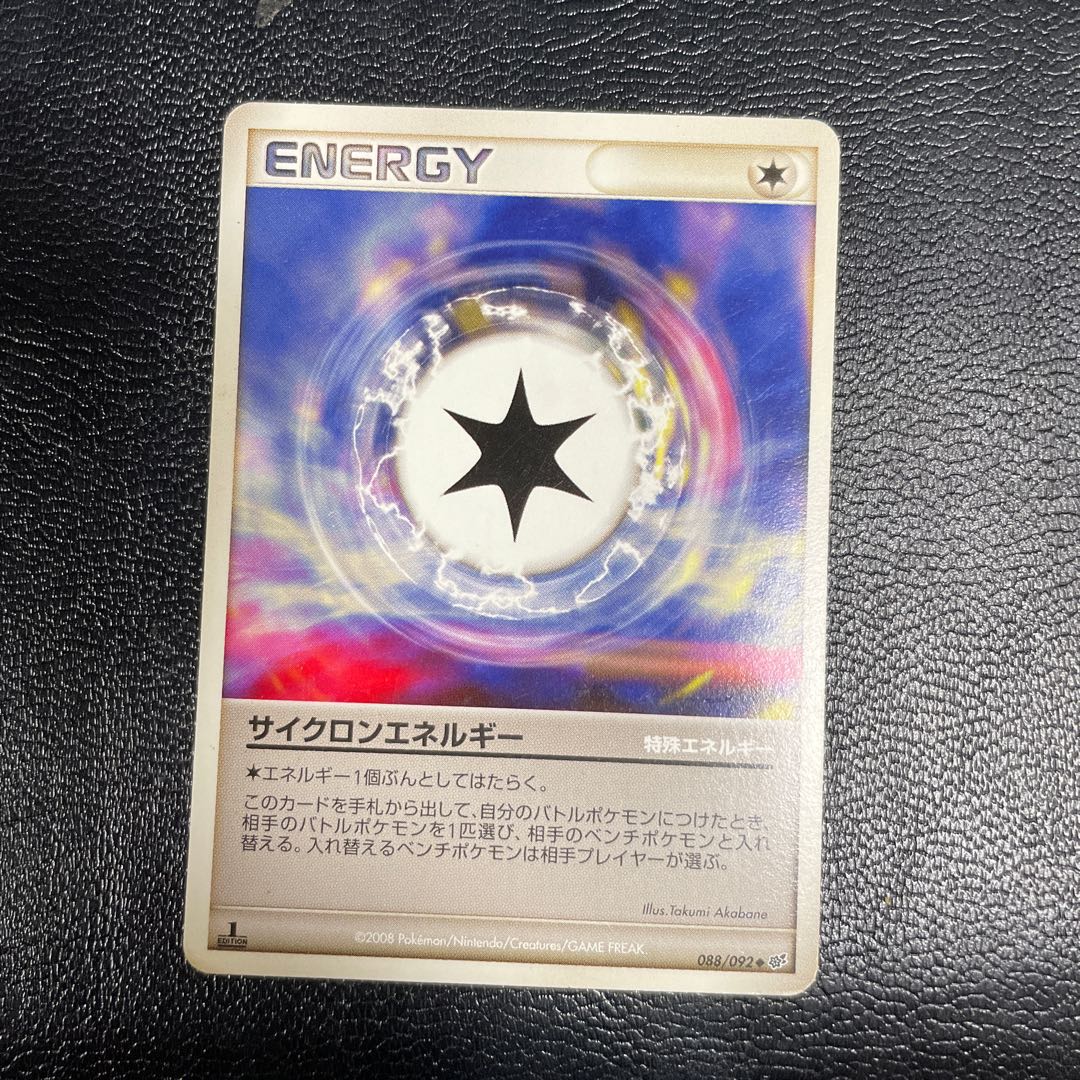 ENERGY
サイクロンエネルギー
特殊エネルギー
✶エネルギー1個ぶんとしてはたらく。
このカードを手札から出して、自分のバトルポケモンにつけたとき、
相手のバトルポケモンを1匹選び、相手のベンチポケモンと入れ
替える。入れ替えるベンチポケモンは相手プレイヤーが選ぶ。
Illus.Takumi Akabane
1
EDITION
©2008 Pokémon/Nintendo/Creatures/GAME FREAK.
088/092◆